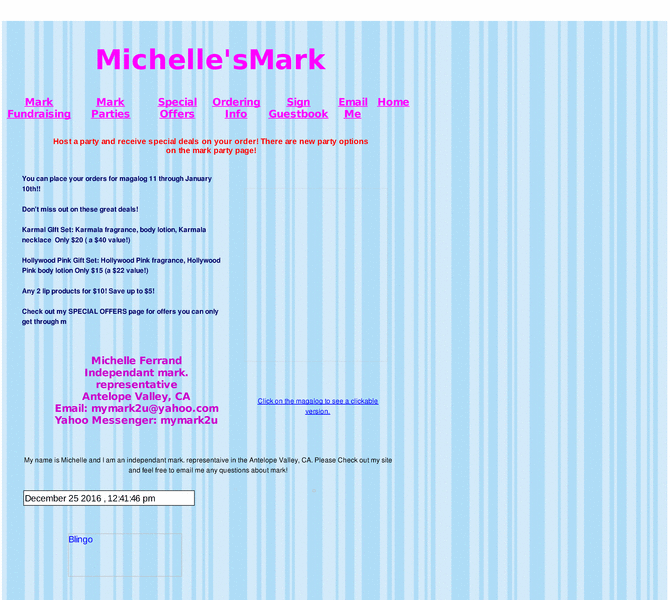 Michelle'sMark
Mark Fundraising
Mark Parties
Special Offers
Ordering Info
Sign Guestbook
Email Me
Home
Host a party and receive special deals on your order! There are new party options
on the mark party page!
You can place your orders for magalog 11 through January
10th!!
Don't miss out on these great deals!
Karmal Gift Set: Karmala fragrance, body lotion, Karmala
necklace Only $20 ( a $40 value!)
Hollywood Pink Gift Set: Hollywood Pink fragrance, Hollywood
Pink body lotion Only $15 (a $22 value!)
Any 2 lip products for $10! Save up to $5!
Check out my SPECIAL OFFERS page for offers you can only
get through m
Michelle Ferrand
Independant mark.
representative
Antelope Valley, CA
Email: mymark2u@yahoo.com
Yahoo Messenger: mymark2u
Click on the magalog to see a clickable
version.
My name is Michelle and I am an independant mark. representaive in the Antelope Valley, CA. Please Check out my site
and feel free to email me any questions about mark!
December 25 2016 , 12:41:46 pm
Blingo